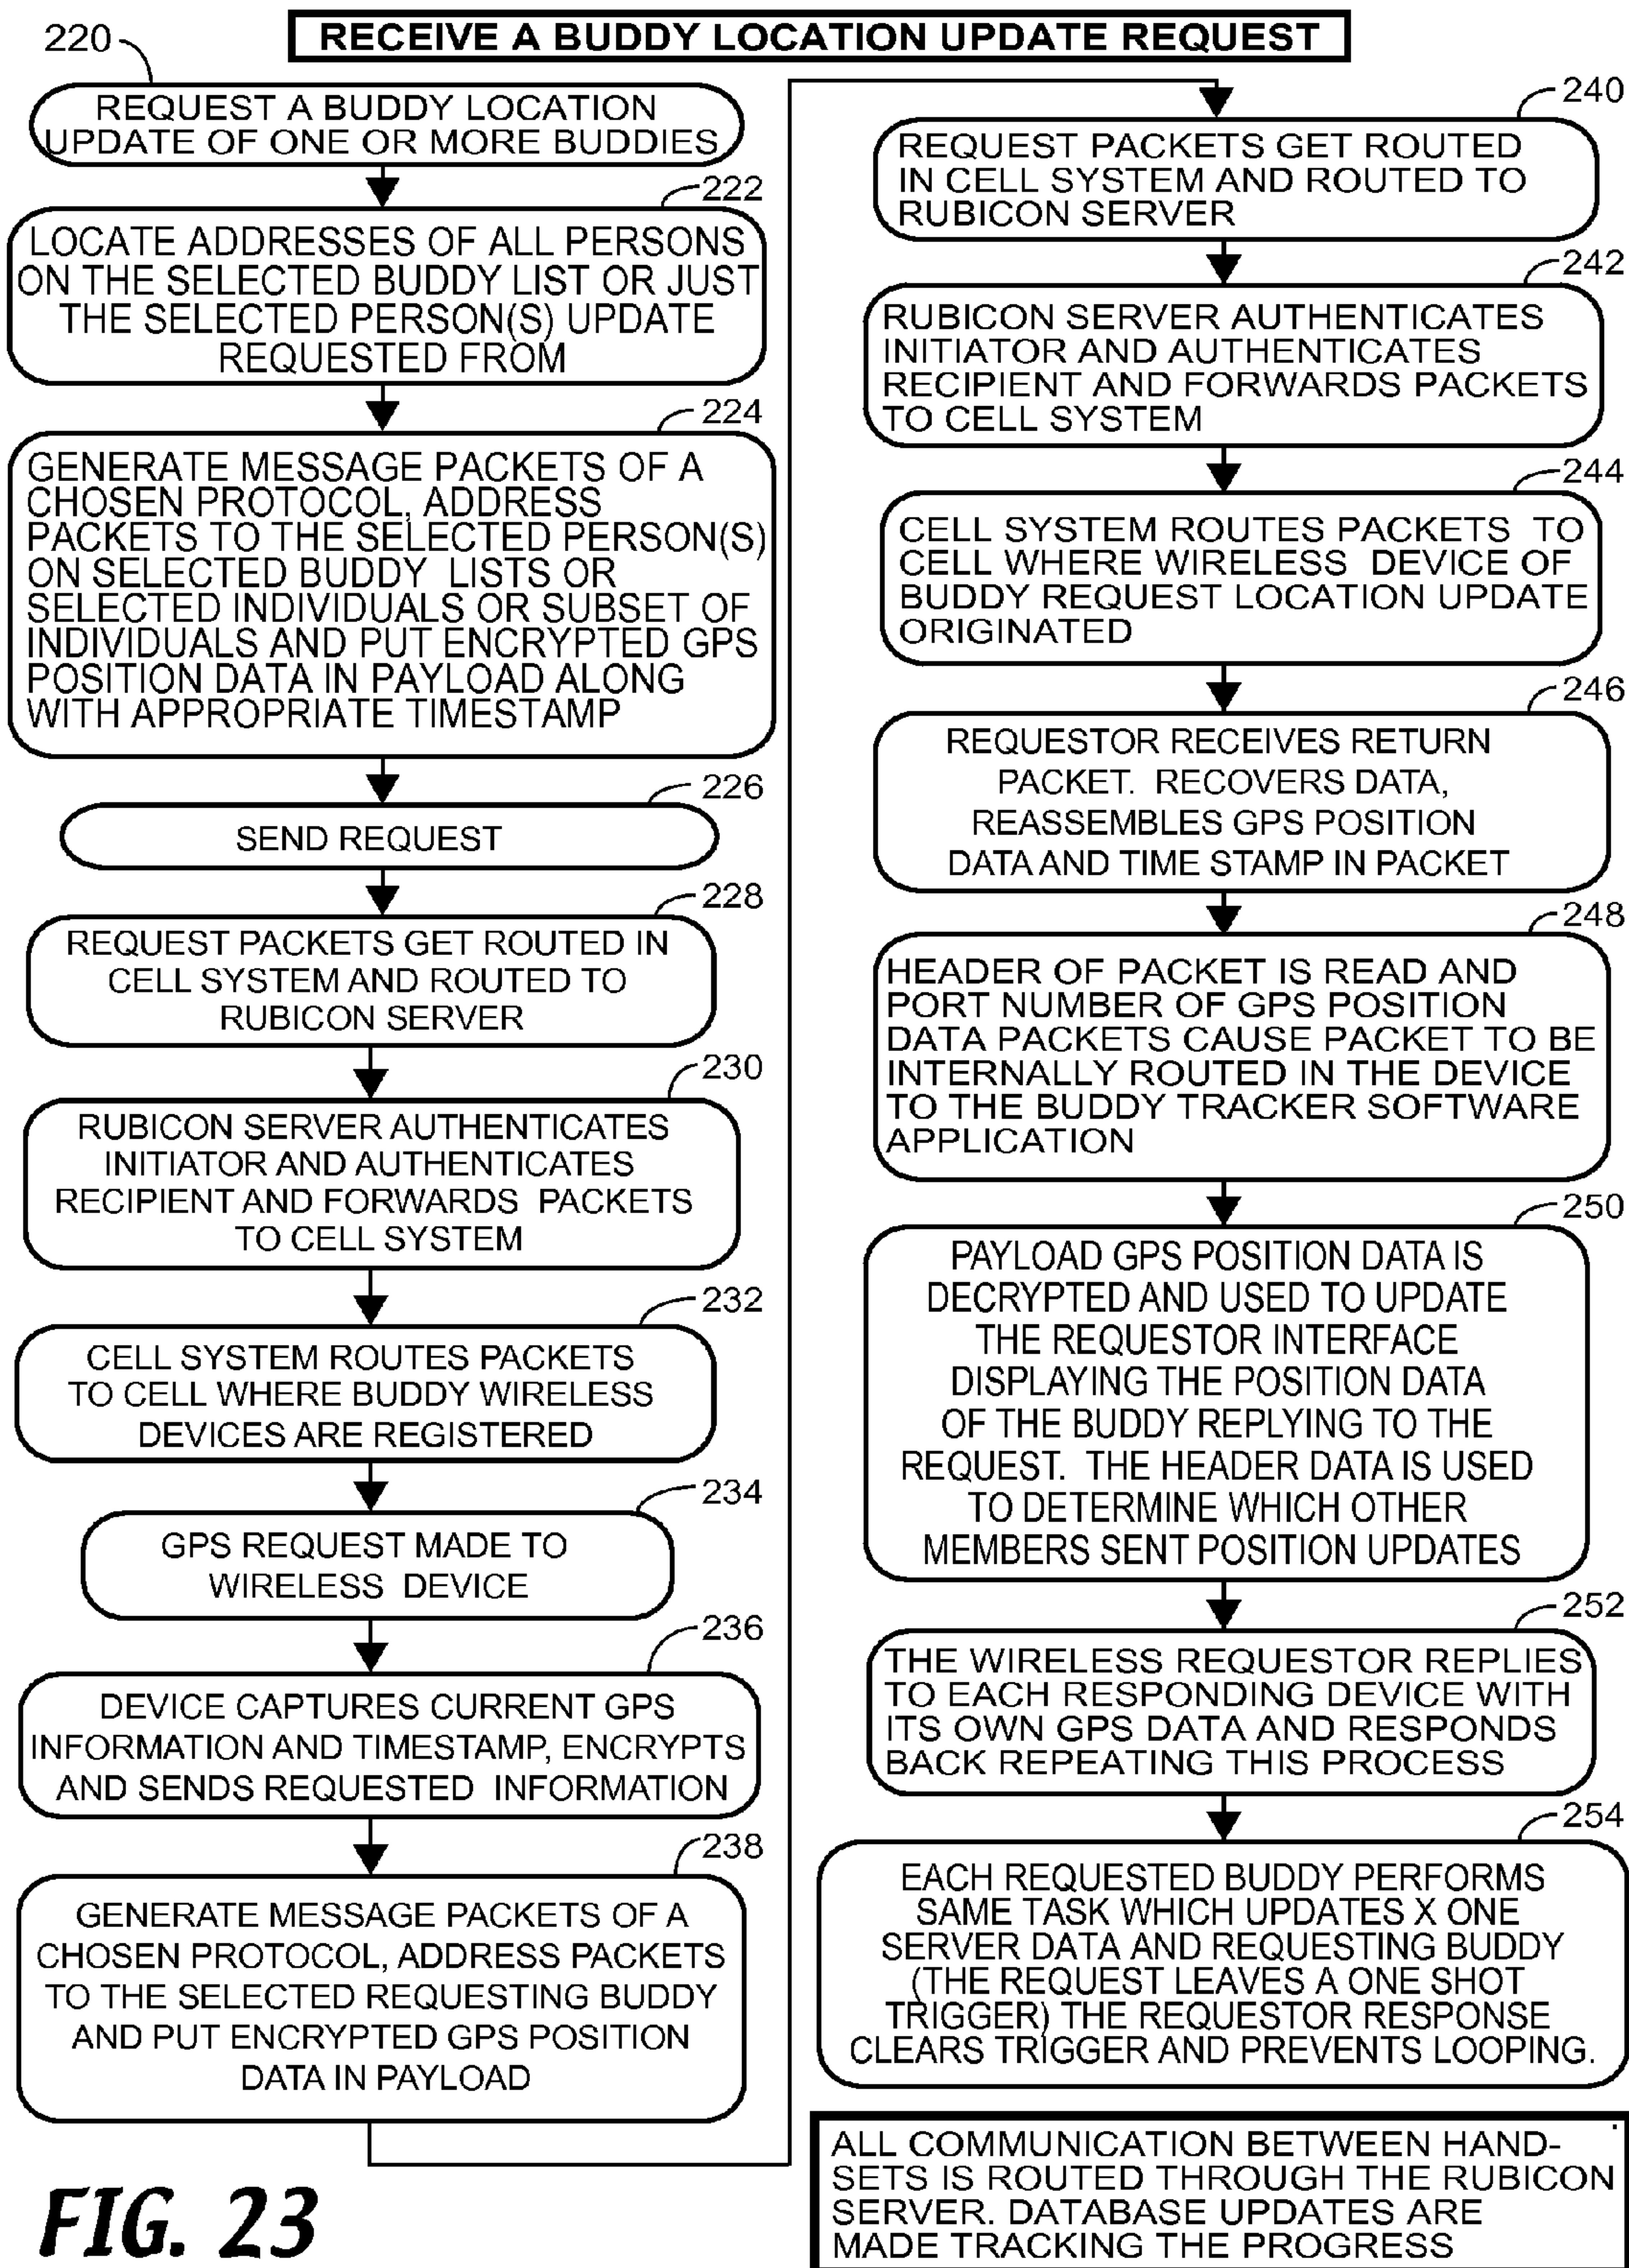 RECEIVE A BUDDY LOCATION UPDATE REQUEST
220
REQUEST A BUDDY LOCATION
UPDATE OF ONE OR MORE BUDDIES
222
LOCATE ADDRESSES OF ALL PERSONS
ON THE SELECTED BUDDY LIST OR JUST
THE SELECTED PERSON(S) UPDATE
REQUESTED FROM
224
GENERATE MESSAGE PACKETS OF A
CHOSEN PROTOCOL, ADDRESS
PACKETS TO THE SELECTED PERSON(S)
ON SELECTED BUDDY LISTS OR
SELECTED INDIVIDUALS OR SUBSET OF
INDIVIDUALS AND PUT ENCRYPTED GPS
POSITION DATA IN PAYLOAD ALONG
WITH APPROPRIATE TIMESTAMP
226
SEND REQUEST
228
REQUEST PACKETS GET ROUTED IN
CELL SYSTEM AND ROUTED TO
RUBICON SERVER
230
RUBICON SERVER AUTHENTICATES
INITIATOR AND AUTHENTICATES
RECIPIENT AND FORWARDS PACKETS
TO CELL SYSTEM
232
CELL SYSTEM ROUTES PACKETS
TO CELL WHERE BUDDY WIRELESS
DEVICES ARE REGISTERED
234
GPS REQUEST MADE TO
WIRELESS DEVICE
236
DEVICE CAPTURES CURRENT GPS
INFORMATION AND TIMESTAMP, ENCRYPTS
AND SENDS REQUESTED INFORMATION
238
GENERATE MESSAGE PACKETS OF A
CHOSEN PROTOCOL, ADDRESS PACKETS
TO THE SELECTED REQUESTING BUDDY
AND PUT ENCRYPTED GPS POSITION
DATA IN PAYLOAD
240
REQUEST PACKETS GET ROUTED
IN CELL SYSTEM AND ROUTED TO
RUBICON SERVER
242
RUBICON SERVER AUTHENTICATES
INITIATOR AND AUTHENTICATES
RECIPIENT AND FORWARDS PACKETS
TO CELL SYSTEM
244
CELL SYSTEM ROUTES PACKETS TO
CELL WHERE WIRELESS DEVICE OF
BUDDY REQUEST LOCATION UPDATE
ORIGINATED
246
REQUESTOR RECEIVES RETURN
PACKET. RECOVERS DATA,
REASSEMBLES GPS POSITION
DATA AND TIME STAMP IN PACKET
248
HEADER OF PACKET IS READ AND
PORT NUMBER OF GPS POSITION
DATA PACKETS CAUSE PACKET TO BE
INTERNALLY ROUTED IN THE DEVICE
TO THE BUDDY TRACKER SOFTWARE
APPLICATION
250
PAYLOAD GPS POSITION DATA IS
DECRYPTED AND USED TO UPDATE
THE REQUESTOR INTERFACE
DISPLAYING THE POSITION DATA
OF THE BUDDY REPLYING TO THE
REQUEST. THE HEADER DATA IS USED
TO DETERMINE WHICH OTHER
MEMBERS SENT POSITION UPDATES
252
THE WIRELESS REQUESTOR REPLIES
TO EACH RESPONDING DEVICE WITH
ITS OWN GPS DATA AND RESPONDS
BACK REPEATING THIS PROCESS
254
EACH REQUESTED BUDDY PERFORMS
SAME TASK WHICH UPDATES X ONE
SERVER DATA AND REQUESTING BUDDY
(THE REQUEST LEAVES A ONE SHOT
TRIGGER) THE REQUESTOR RESPONSE
CLEARS TRIGGER AND PREVENTS LOOPING.
ALL COMMUNICATION BETWEEN HAND-
SETS IS ROUTED THROUGH THE RUBICON
SERVER. DATABASE UPDATES ARE
MADE TRACKING THE PROGRESS
FIG. 23